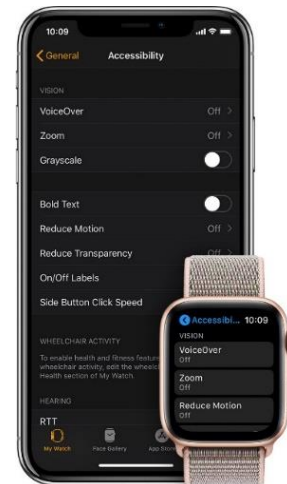 10:09
General Accessibility
VISION
VoiceOver Off
Zoom Off
Grayscale
Bold Text
Reduce Motion Off
Reduce Transparency Off
On/Off Labels
Side Button Click Speed
WHEELCHAIR ACTIVITY
To enable health and fitness
wheelchair activity, edit the
Health section of My Watch.
HEARING
RTT
My Watch Face Gallery App Store
Accessibi... 10:09
VISION
VoiceOver
Off
Zoom
Off
Reduce Motion
Off